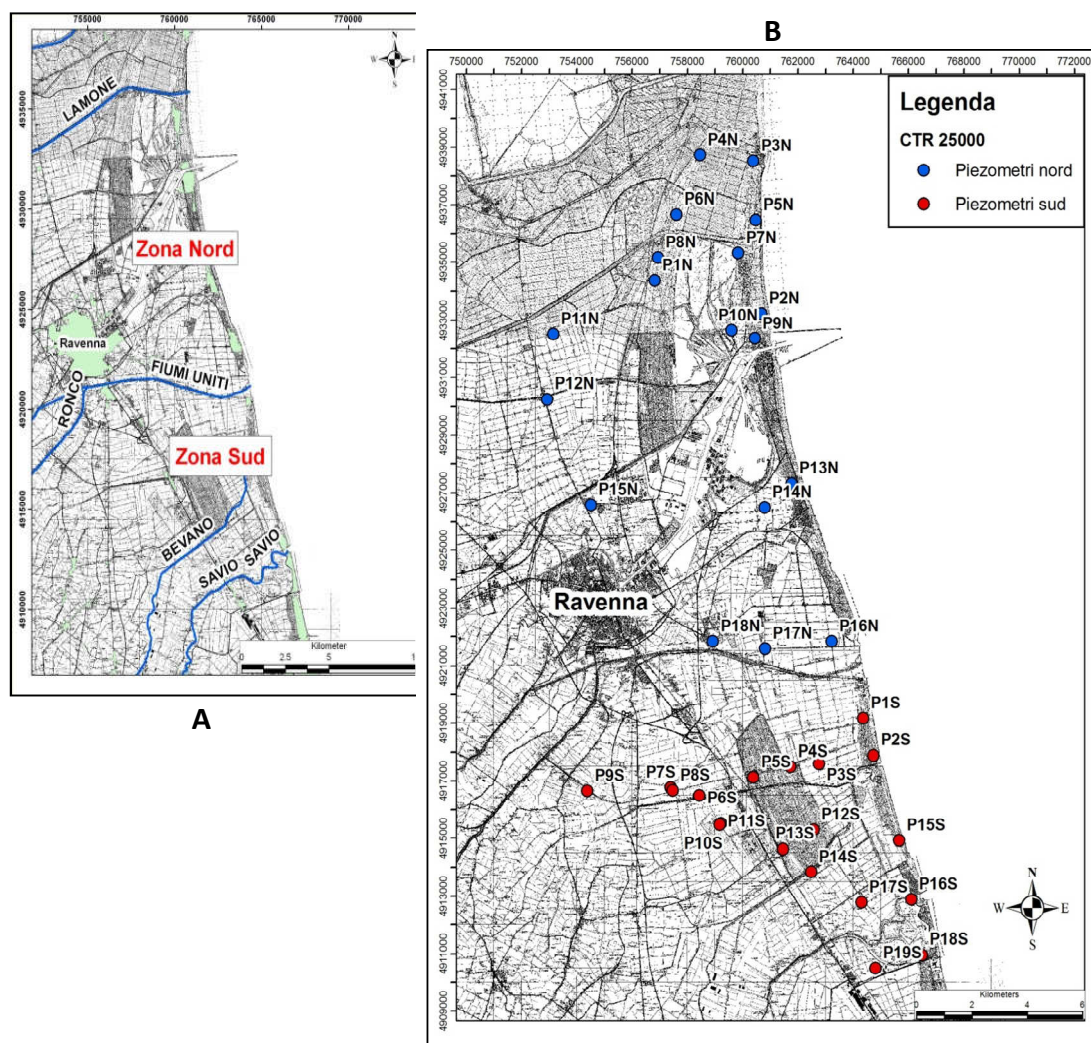 755000 760000 765000 770000
LAMONE
4935000
Zona Nord
4930000
4925000
Ravenna
FIUMI UNITI
RONCO
4920000
Zona Sud
4915000
BEVANO
SAVIO SAVIO
4910000
Kilometer
0 2.5 5 1
W S
A
B
750000 752000 754000 756000 758000 760000 762000 764000 766000 768000 770000 772000
4941000
4939000
4937000
4935000
4933000
4931000
4929000
4927000
4925000
4923000
4921000
4919000
4917000
4915000
4913000
4911000
4909000
Legenda
CTR 25000
Piezometri nord
Piezometri sud
P4N
P3N
P6N
P5N
P8N
P7N
P1N
P2N
P10N
P11N
P9N
P12N
P13N
P14N
P15N
Ravenna
P18N
P17N
P16N
P1S
P2S
P4S
P5S
P3S
P9S
P7S
P8S
P6S
P11S
P12S
P10S
P13S
P15S
P14S
P17S
P16S
P18S
P19S
N
W E
S
Kilometers
0 2 4 6